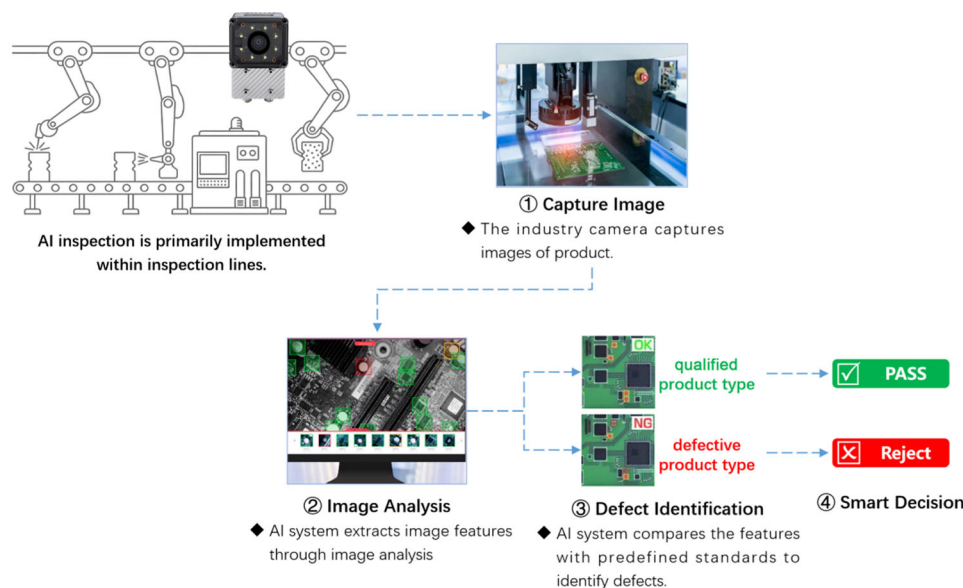 AI inspection is primarily implemented
within inspection lines.
① Capture Image
◆ The industry camera captures
images of product.
OK
qualified
product type
PASS
NG
defective
product type
Reject
② Image Analysis
◆ AI system extracts image features
through image analysis
③ Defect Identification
◆ AI system compares the features
with predefined standards to
identify defects.
④ Smart Decision